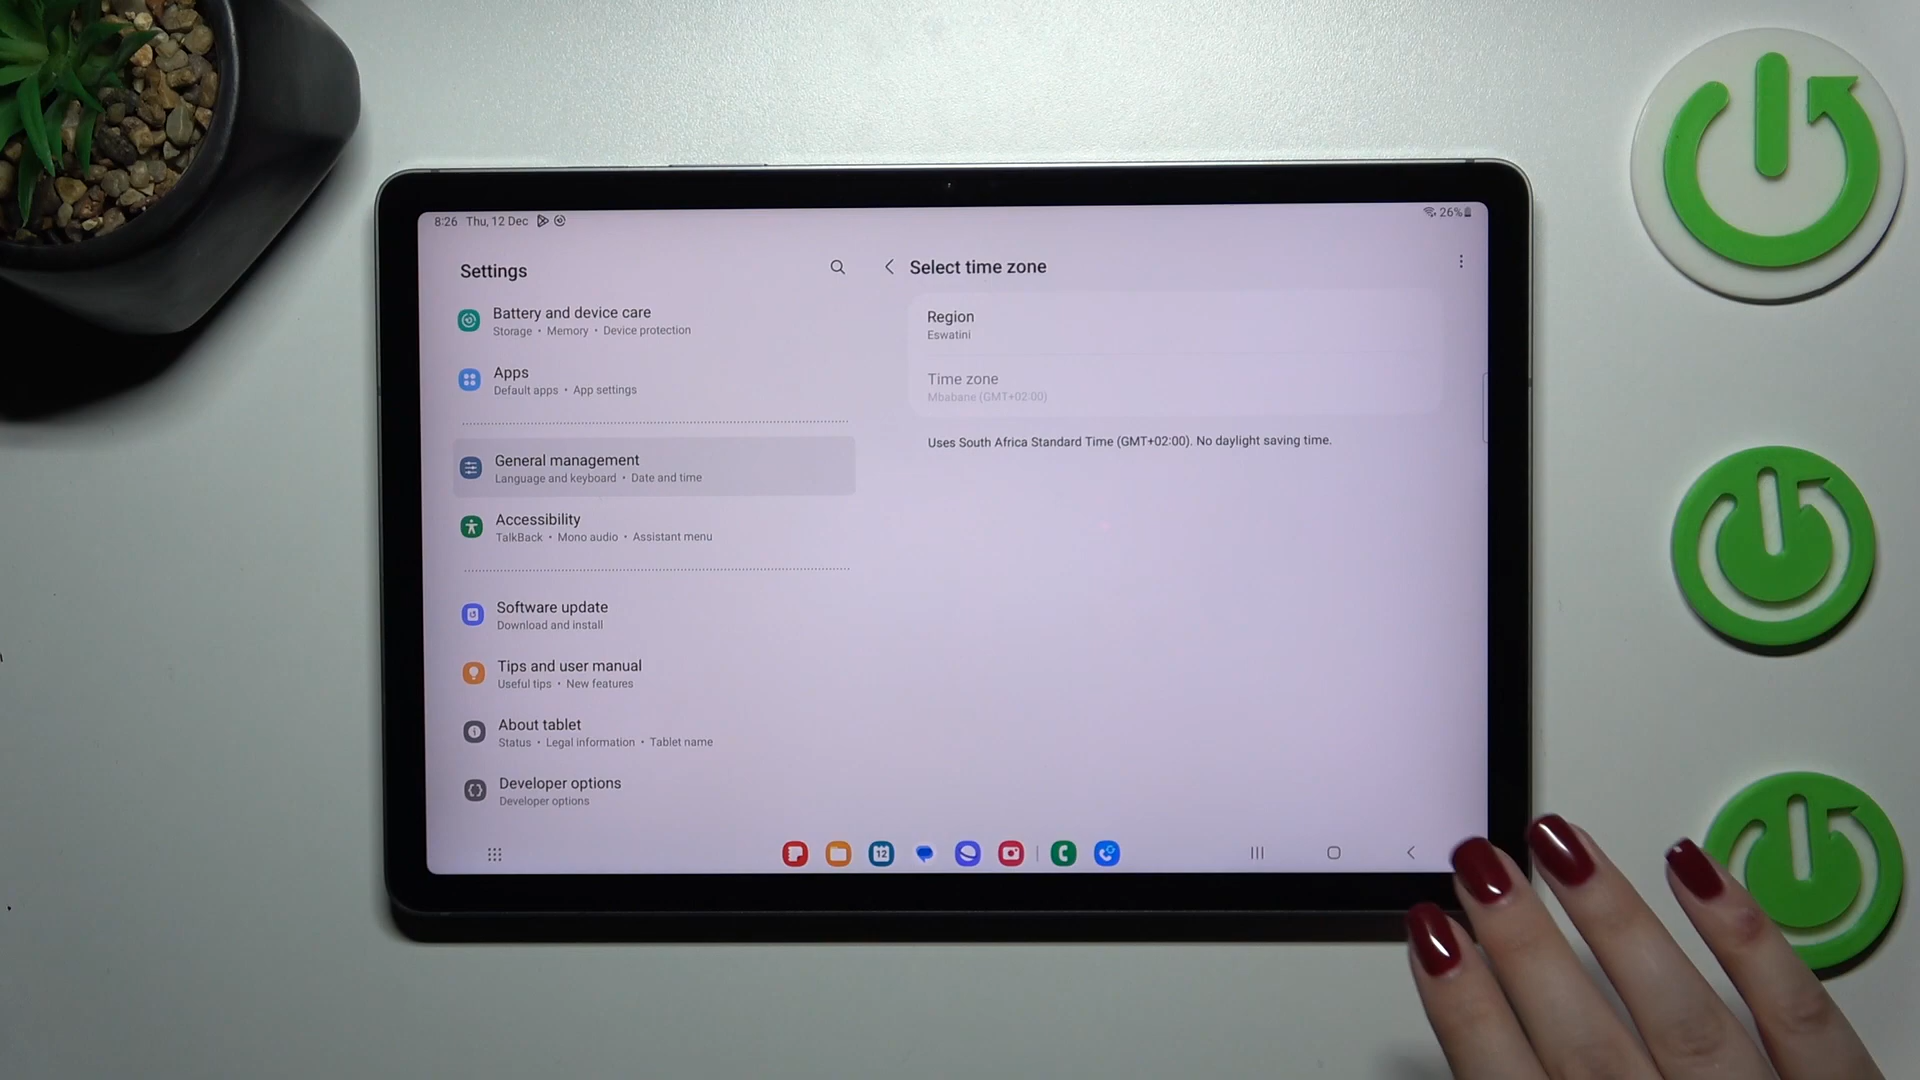 8:26 Thu, 12 Dec
26%
Settings
Battery and device care
Storage • Memory • Device protection
Apps
Default apps • App settings
General management
Language and keyboard • Date and time
Accessibility
TalkBack • Mono audio • Assistant menu
Software update
Download and install
Tips and user manual
Useful tips • New features
About tablet
Status • Legal information • Tablet name
Developer options
Developer options
Select time zone
Region
Eswatini
Time zone
Mbabane (GMT+02:00)
Uses South Africa Standard Time (GMT+02:00). No daylight saving time.
12